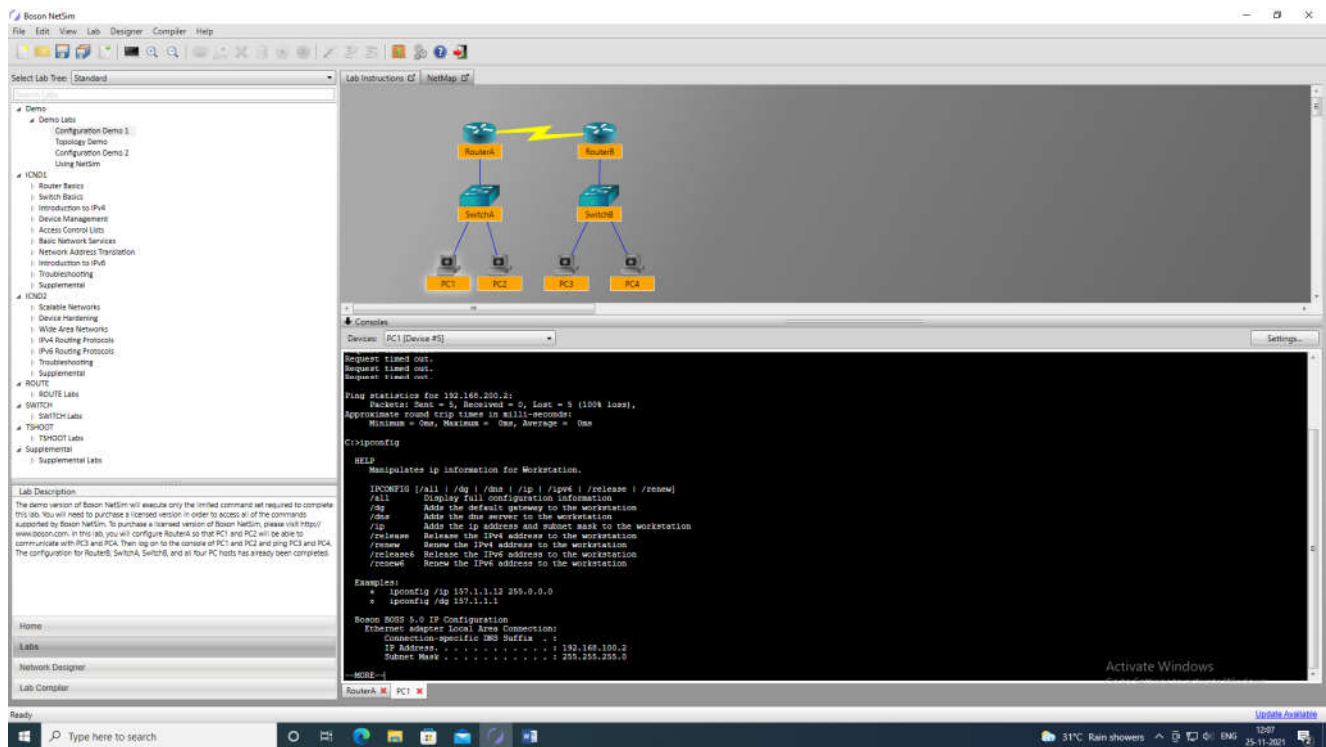 Boson NetSim
File Edit View Lab Designer Compiler Help
Select Lab Tree: Standard
Search Labs
Demo
Demo Labs
Configuration Demo 1
Topology Demo
Configuration Demo 2
Using NetSim
ICND1
Router Basics
Switch Basics
Introduction to IPv4
Device Management
Access Control Lists
Basic Network Services
Network Address Translation
Introduction to IPv6
Troubleshooting
Supplemental
ICND2
Scalable Networks
Device Hardening
Wide Area Networks
IPv4 Routing Protocols
IPv6 Routing Protocols
Troubleshooting
Supplemental
ROUTE
ROUTE Labs
SWITCH
SWITCH Labs
TSHOOT
TSHOOT Labs
Supplemental
Supplemental Labs
Lab Description
The demo version of Boson NetSim will execute only the limited command set required to complete
this lab. You will need to purchase a licensed version in order to access all of the commands
supported by Boson NetSim. To purchase a licensed version of Boson NetSim, please visit http://
www.boson.com. In this lab, you will configure RouterA so that PC1 and PC2 will be able to
communicate with PC3 and PC4. Then log on to the console of PC1 and PC2 and ping PC3 and PC4.
The configuration for RouterB, SwitchA, SwitchB, and all four PC hosts has already been completed.
Home
Labs
Network Designer
Lab Compiler
Ready
Lab Instructions NetMap
RouterA RouterB
SwitchA SwitchB
PC1 PC2 PC3 PC4
Consoles
Devices: PC1 [Device #5] Settings...
Request timed out.
Request timed out.
Request timed out.
Ping statistics for 192.168.200.2:
Packets: Sent = 5, Received = 0, Lost = 5 (100% loss),
Approximate round trip times in milli-seconds:
Minimum = 0ms, Maximum = 0ms, Average = 0ms
C:>ipconfig
HELP
Manipulates ip information for Workstation.
IPCONFIG [/all | /dg | /dns | /ip | /ipv6 | /release | /renew]
/all Display full configuration information
/dg Adds the default gateway to the workstation
/dns Adds the dns server to the workstation
/ip Adds the ip address and subnet mask to the workstation
/release Release the IPv4 address to the workstation
/renew Renew the IPv4 address to the workstation
/release6 Release the IPv6 address to the workstation
/renew6 Renew the IPv6 address to the workstation
Examples:
* ipconfig /ip 157.1.1.12 255.0.0.0
* ipconfig /dg 157.1.1.1
Boson BOSS 5.0 IP Configuration
Ethernet adapter Local Area Connection:
Connection-specific DNS Suffix . :
IP Address. . . . . . . . . . . . : 192.168.100.2
Subnet Mask . . . . . . . . . . . : 255.255.255.0
--MORE--
Activate Windows
RouterA PC1
Update Available
Type here to search
31°C Rain showers ENG 12:07
25-11-2021